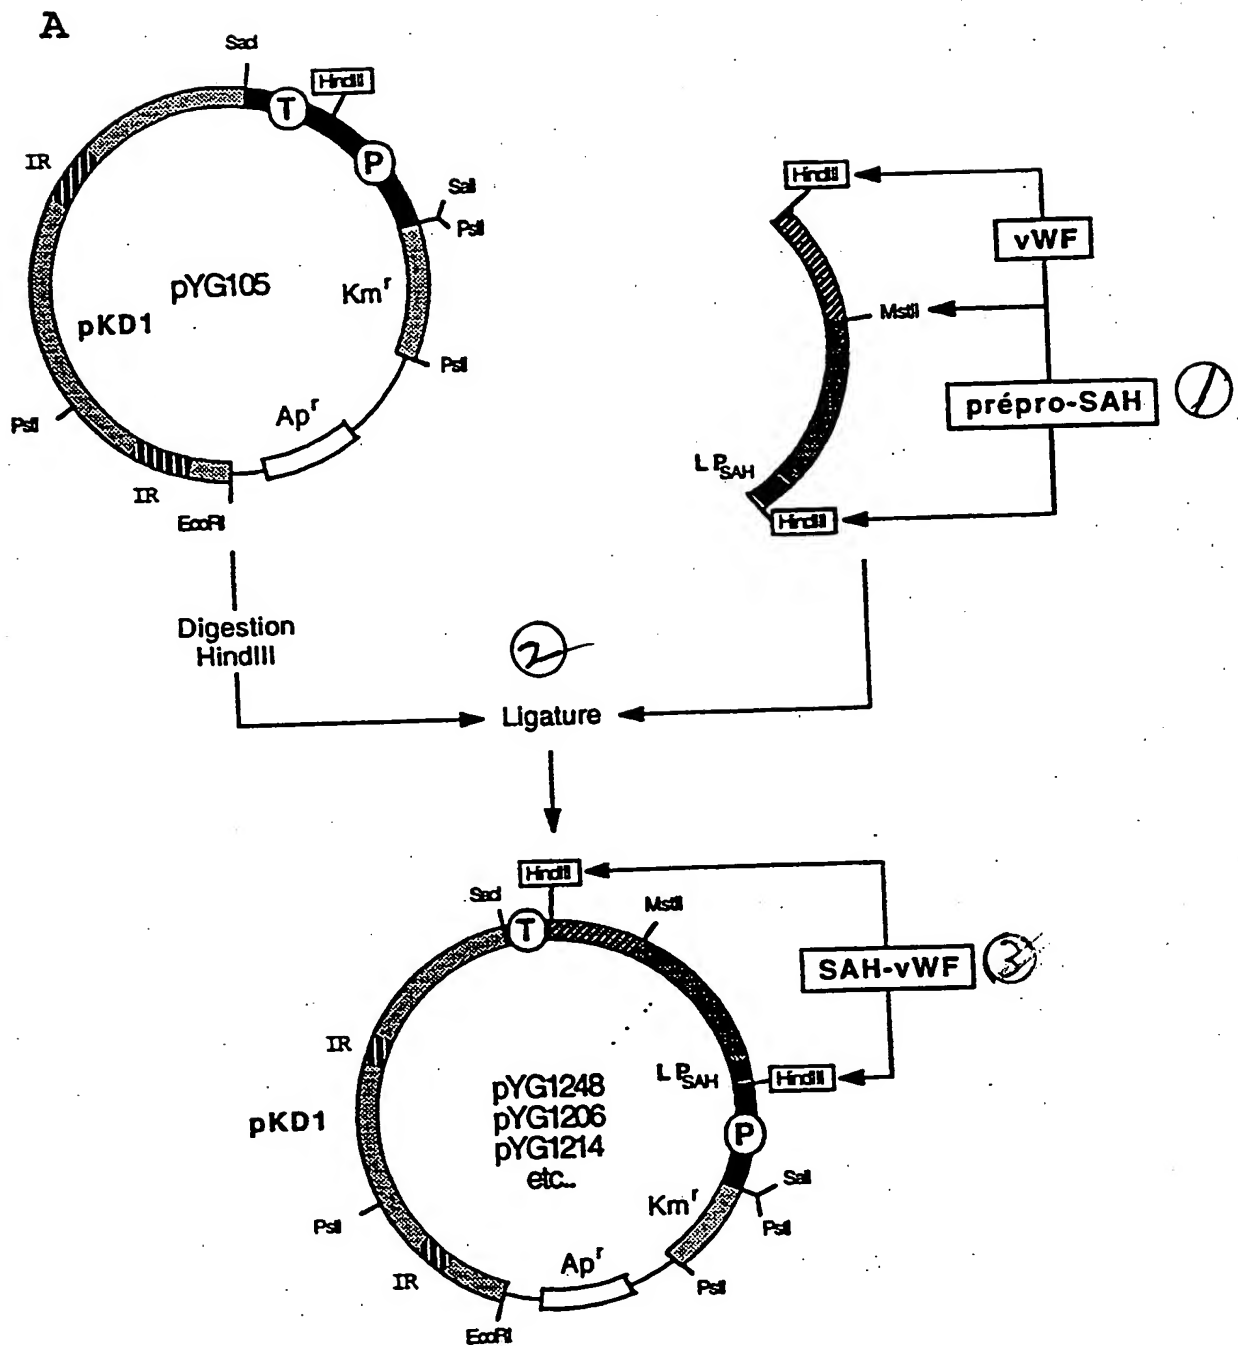 A
SacI
HindIII
T
P
IR
SalI
PstI
pYG105
Kmr
pKD1
PstI
PstI
Apr
IR
EcoRI
HindIII
vWF
MstII
prépro-SAH
1
LPSAH
HindIII
Digestion
HindIII
2
Ligature
HindIII
SacI
T
MstII
SAH-vWF
3
IR
LPSAH
HindIII
pKD1
pYG1248
pYG1206
pYG1214
etc..
P
SalI
PstI
Kmr
PstI
IR
Apr
PstI
EcoRI